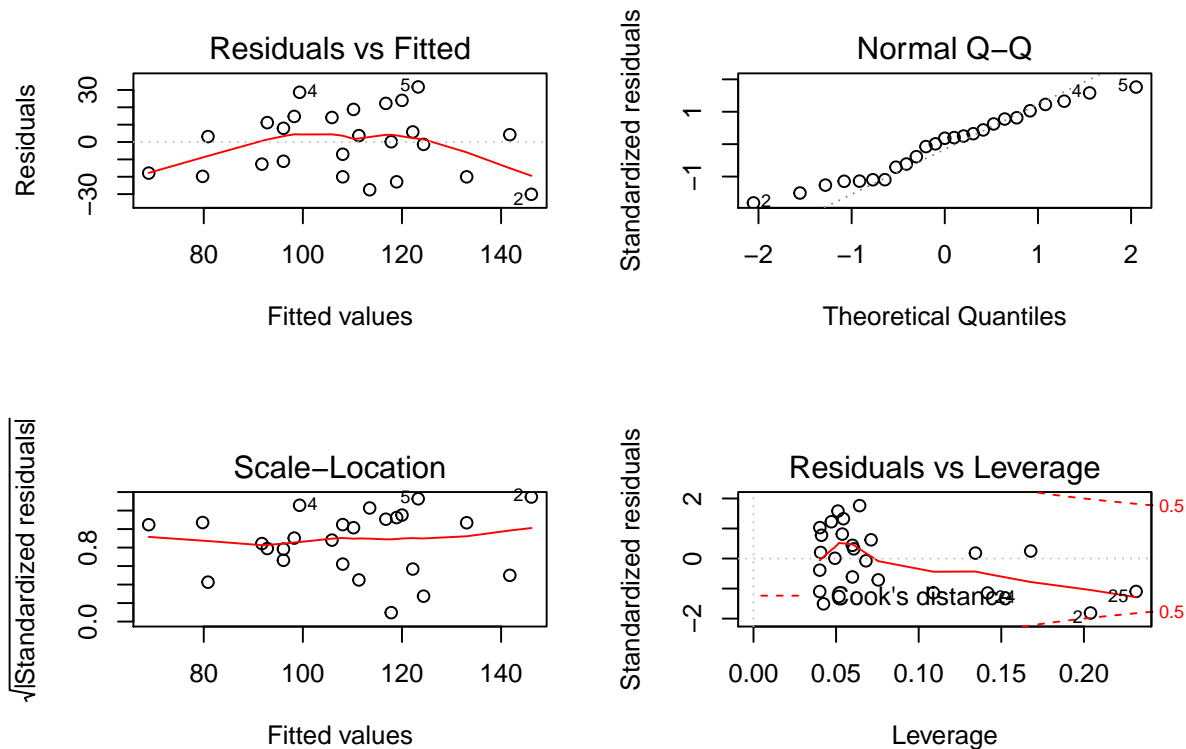 Residuals vs Fitted
Residuals
30
0
−30
4
5
2
80 100 120 140
Fitted values
Normal Q−Q
Standardized residuals
1
−1
4
5
2
−2 −1 0 1 2
Theoretical Quantiles
Scale−Location
√|Standardized residuals|
0.8
0.0
4
5
2
80 100 120 140
Fitted values
Residuals vs Leverage
Standardized residuals
2
0
−2
0.5
0.5
Cook's distance
24
25
2
0.00 0.05 0.10 0.15 0.20
Leverage